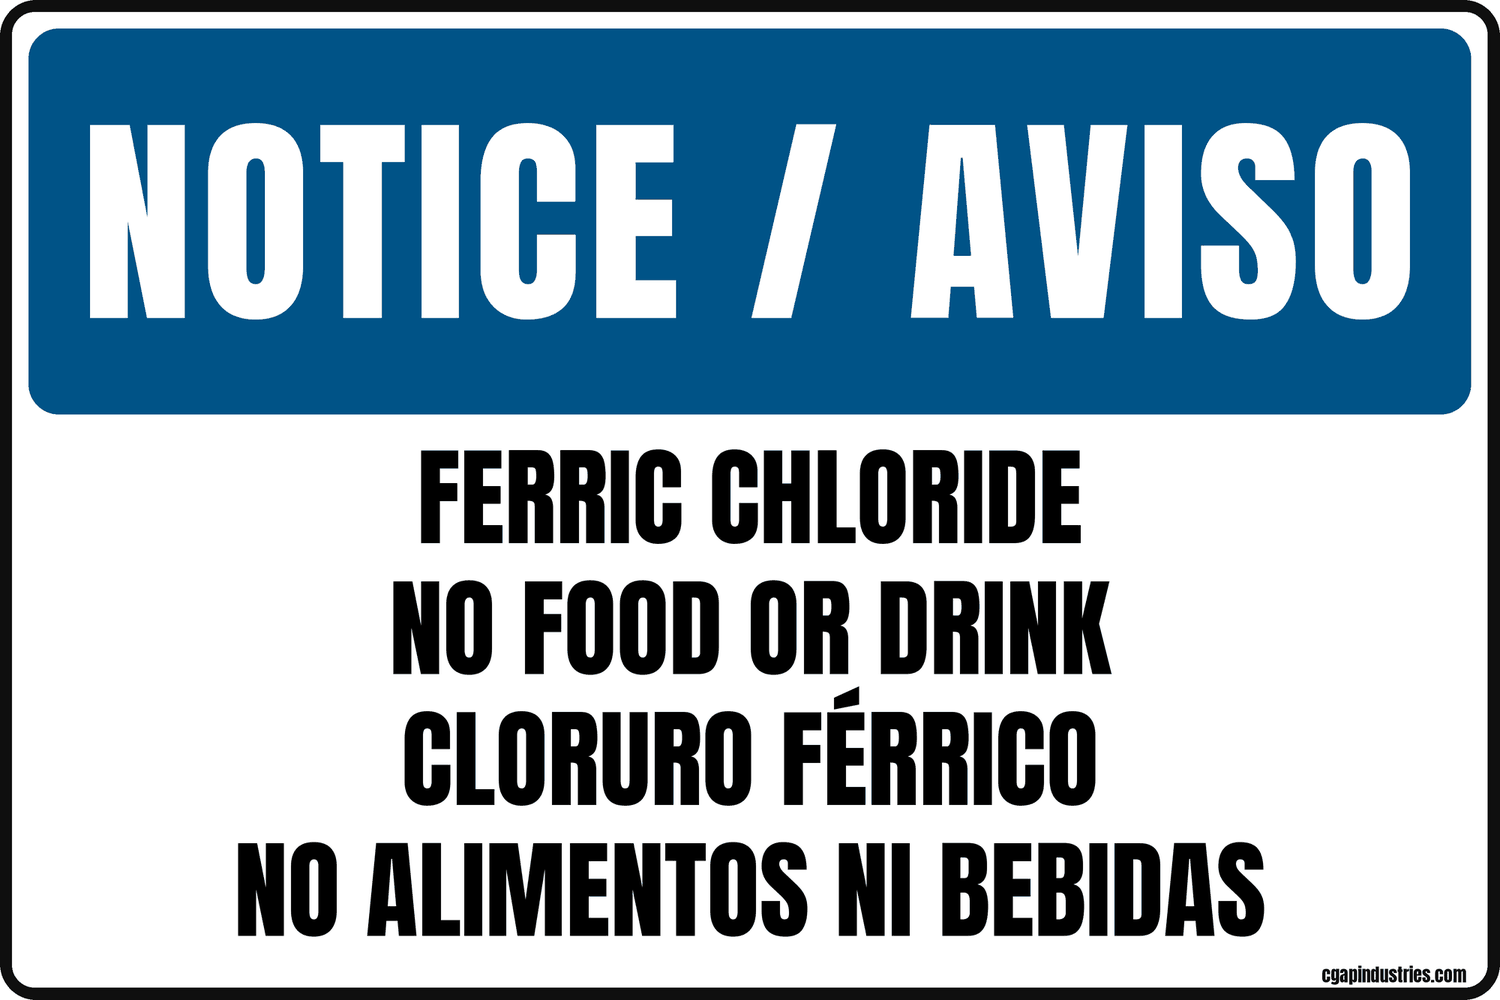 NOTICE / AVISO
FERRIC CHLORIDE
NO FOOD OR DRINK
CLORURO FÉRRICO
NO ALIMENTOS NI BEBIDAS
cgapindustries.com